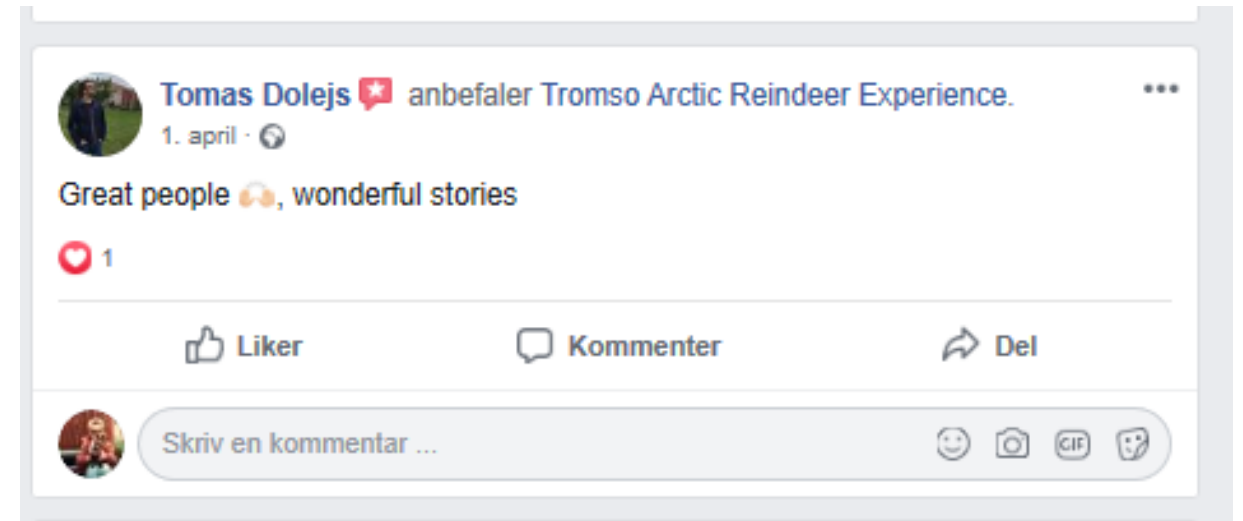 Tomas Dolejs anbefaler Tromso Arctic Reindeer Experience.
1. april ·
Great people 🙌🏻, wonderful stories
1
Liker Kommenter Del
Skriv en kommentar ... GIF